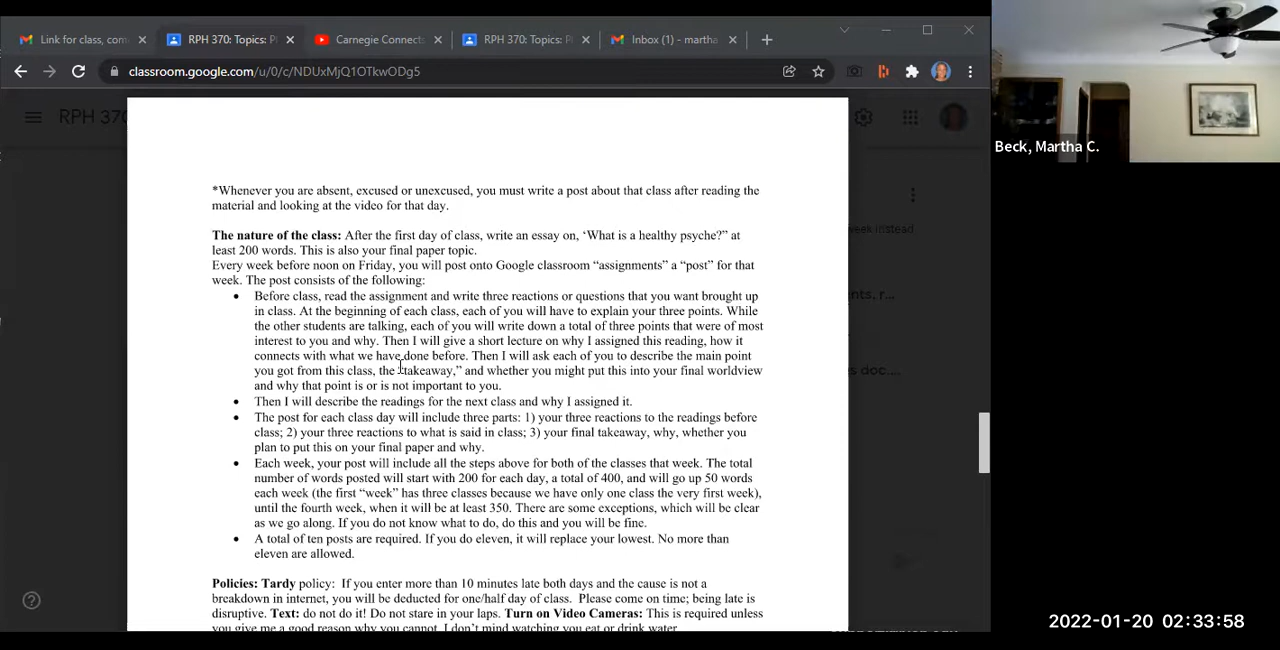 Link for class, com
RPH 370: Topics: P
Carnegie Connects
RPH 370: Topics: P
Inbox (1) - martha
classroom.google.com/u/0/c/NDUxMjQ1OTkwODg5
RPH 370
Beck, Martha C.
*Whenever you are absent, excused or unexcused, you must write a post about that class after reading the
material and looking at the video for that day.
The nature of the class: After the first day of class, write an essay on, ‘What is a healthy psyche?” at
least 200 words. This is also your final paper topic.
Every week before noon on Friday, you will post onto Google classroom “assignments” a “post” for that
week. The post consists of the following:
• Before class, read the assignment and write three reactions or questions that you want brought up
in class. At the beginning of each class, each of you will have to explain your three points. While
the other students are talking, each of you will write down a total of three points that were of most
interest to you and why. Then I will give a short lecture on why I assigned this reading, how it
connects with what we have done before. Then I will ask each of you to describe the main point
you got from this class, the “takeaway,” and whether you might put this into your final worldview
and why that point is or is not important to you.
• Then I will describe the readings for the next class and why I assigned it.
• The post for each class day will include three parts: 1) your three reactions to the readings before
class; 2) your three reactions to what is said in class; 3) your final takeaway, why, whether you
plan to put this on your final paper and why.
• Each week, your post will include all the steps above for both of the classes that week. The total
number of words posted will start with 200 for each day, a total of 400, and will go up 50 words
each week (the first “week” has three classes because we have only one class the very first week),
until the fourth week, when it will be at least 350. There are some exceptions, which will be clear
as we go along. If you do not know what to do, do this and you will be fine.
• A total of ten posts are required. If you do eleven, it will replace your lowest. No more than
eleven are allowed.
Policies: Tardy policy: If you enter more than 10 minutes late both days and the cause is not a
breakdown in internet, you will be deducted for one/half day of class. Please come on time; being late is
disruptive. Text: do not do it! Do not stare in your laps. Turn on Video Cameras: This is required unless
you give me a good reason why you cannot. I don’t mind watching you eat or drink water.
week instead
ents, r...
es doc....
2022-01-20 02:33:58